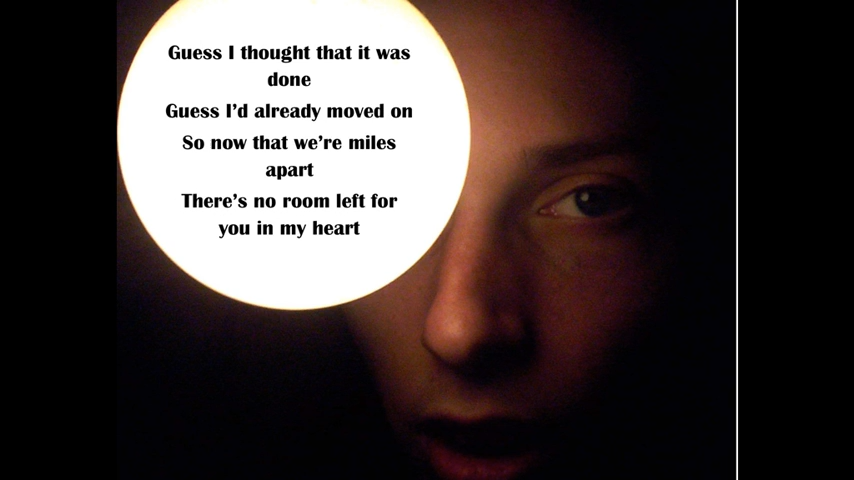 Guess I thought that it was
done
Guess I’d already moved on
So now that we’re miles
apart
There’s no room left for
you in my heart